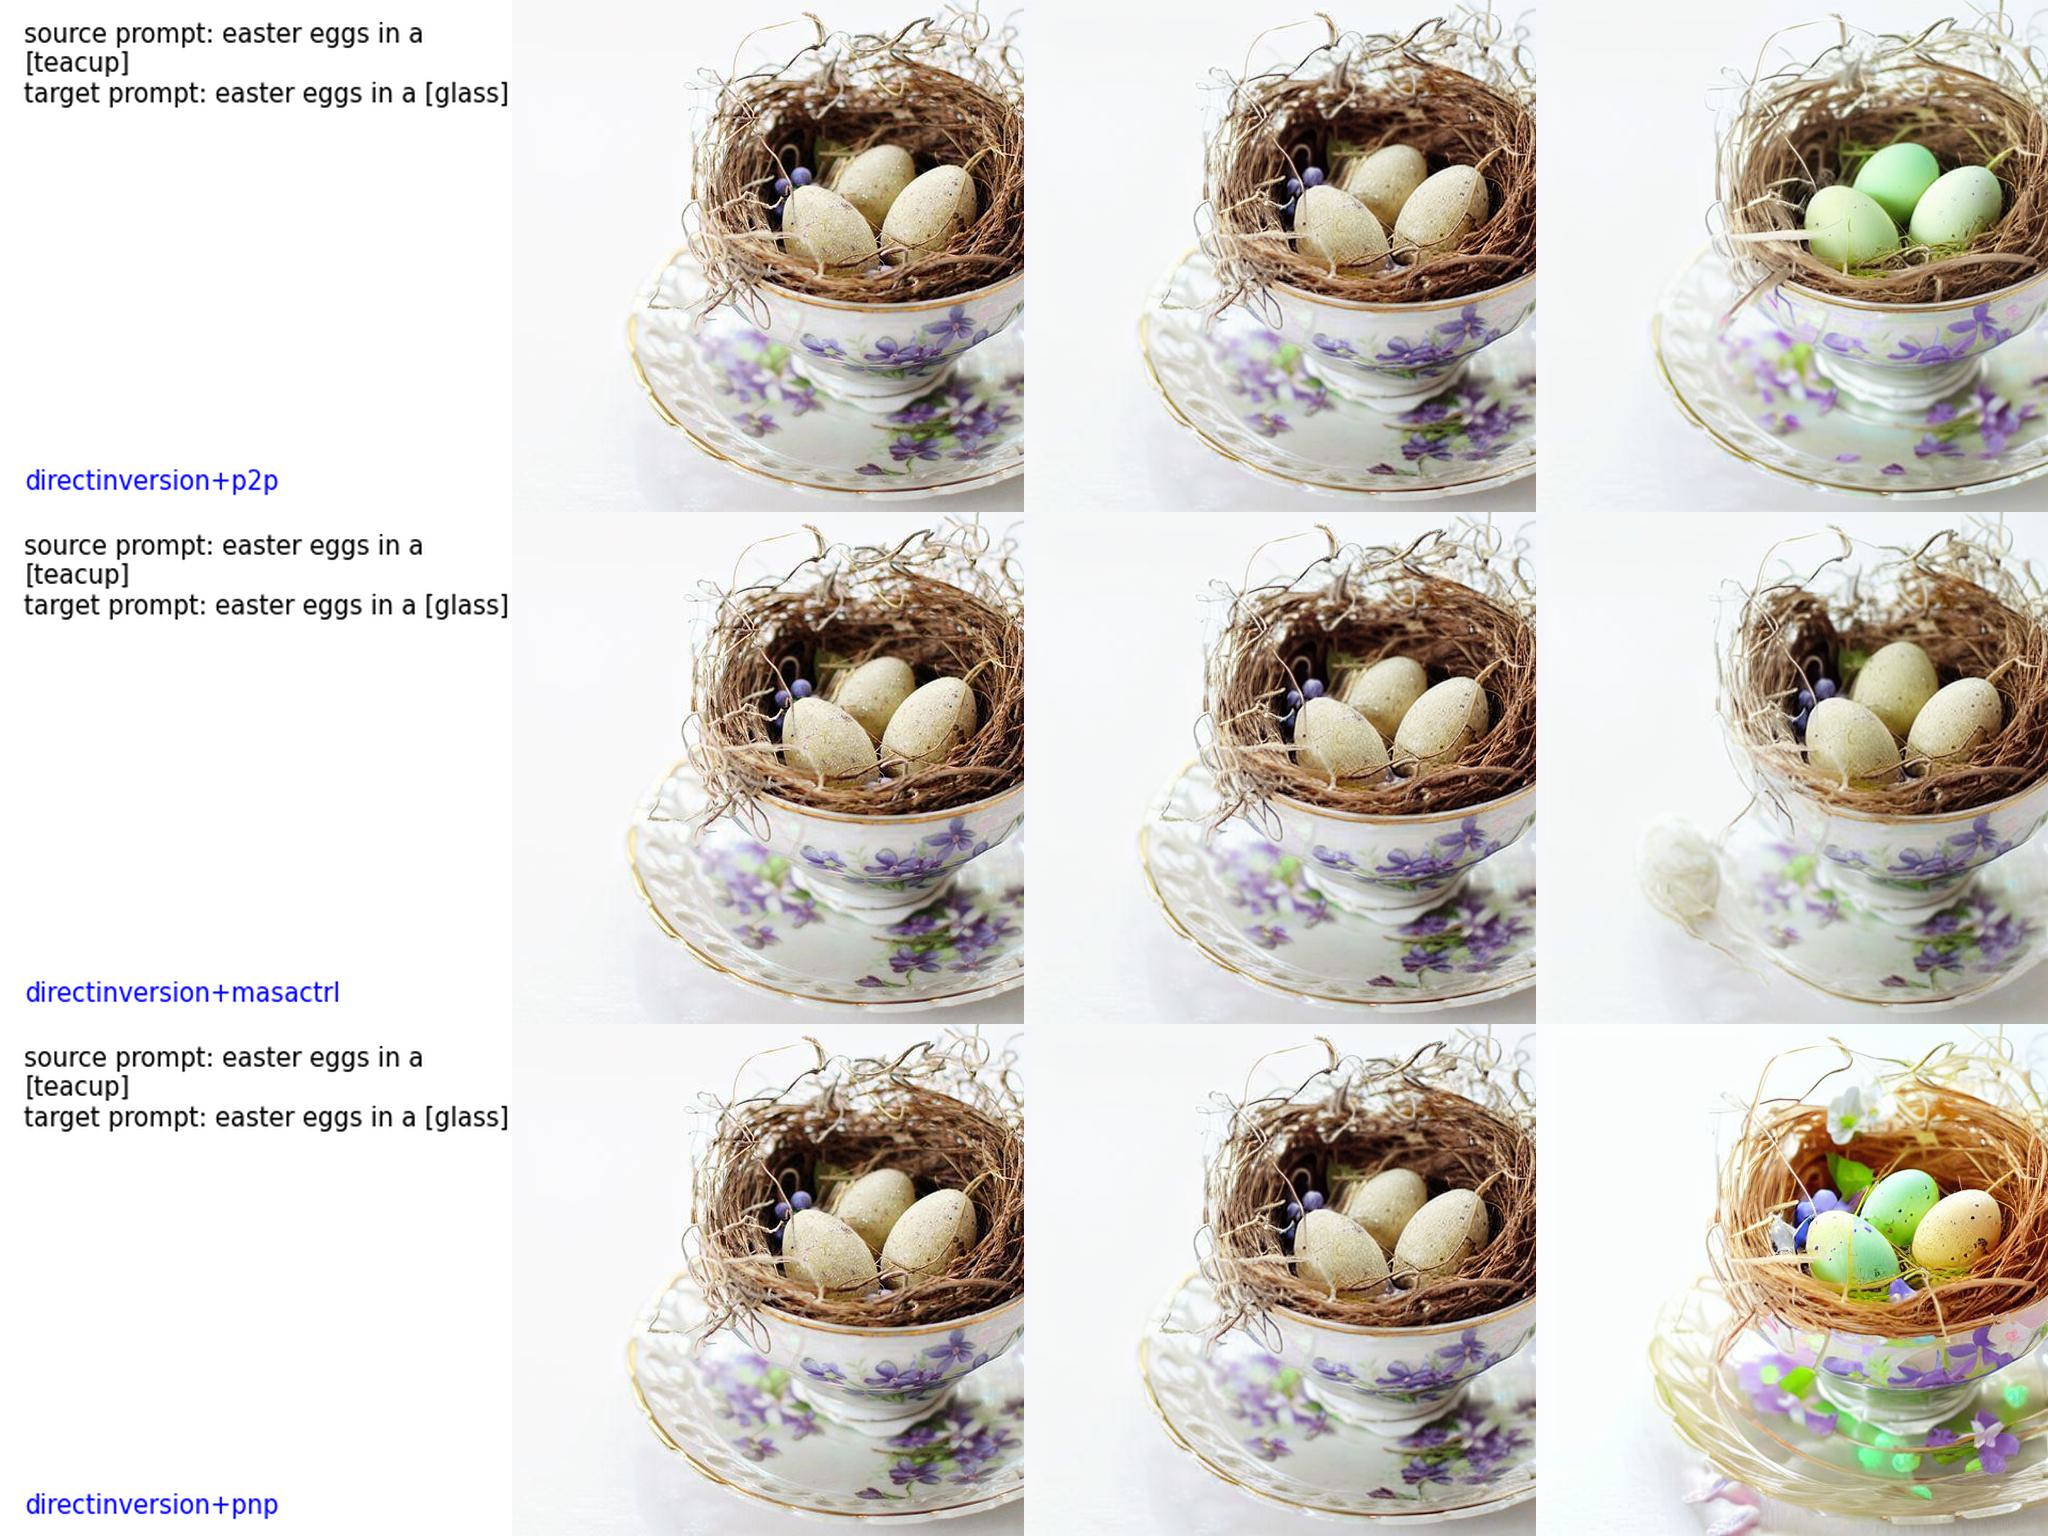 source prompt: easter eggs in a
[teacup]
target prompt: easter eggs in a [glass]
directinversion+p2p
source prompt: easter eggs in a
[teacup]
target prompt: easter eggs in a [glass]
directinversion+masactrl
source prompt: easter eggs in a
[teacup]
target prompt: easter eggs in a [glass]
directinversion+pnp